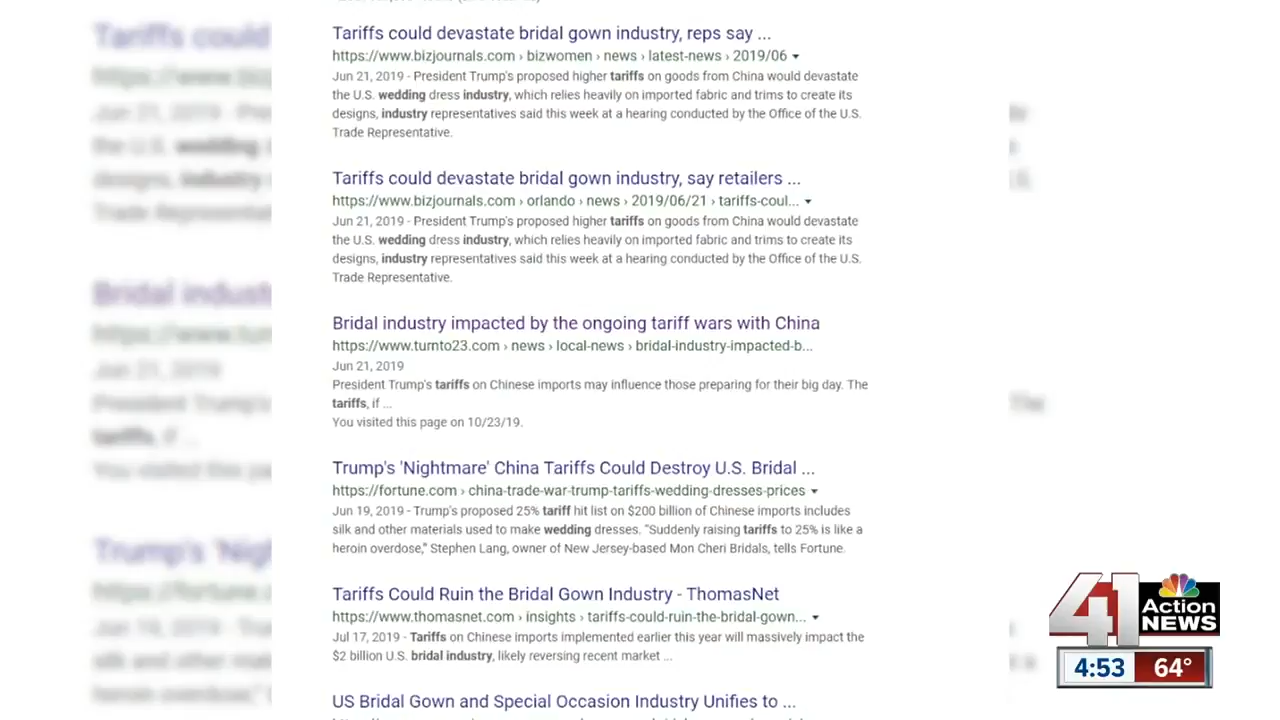 Tariffs could devastate bridal gown industry, reps say ...
https://www.bizjournals.com › bizwomen › news › latest-news › 2019/06
Jun 21, 2019 - President Trump's proposed higher tariffs on goods from China would devastate
the U.S. wedding dress industry, which relies heavily on imported fabric and trims to create its
designs, industry representatives said this week at a hearing conducted by the Office of the U.S.
Trade Representative.
Tariffs could devastate bridal gown industry, say retailers ...
https://www.bizjournals.com › orlando › news › 2019/06/21 › tariffs-coul...
Jun 21, 2019 - President Trump's proposed higher tariffs on goods from China would devastate
the U.S. wedding dress industry, which relies heavily on imported fabric and trims to create its
designs, industry representatives said this week at a hearing conducted by the Office of the U.S.
Trade Representative.
Bridal industry impacted by the ongoing tariff wars with China
https://www.turnto23.com › news › local-news › bridal-industry-impacted-b...
Jun 21, 2019
President Trump's tariffs on Chinese imports may influence those preparing for their big day. The
tariffs, if ...
You visited this page on 10/23/19.
Trump's 'Nightmare' China Tariffs Could Destroy U.S. Bridal ...
https://fortune.com › china-trade-war-trump-tariffs-wedding-dresses-prices
Jun 19, 2019 - Trump's proposed 25% tariff hit list on $200 billion of Chinese imports includes
silk and other materials used to make wedding dresses. "Suddenly raising tariffs to 25% is like a
heroin overdose," Stephen Lang, owner of New Jersey-based Mon Cheri Bridals, tells Fortune.
Tariffs Could Ruin the Bridal Gown Industry - ThomasNet
https://www.thomasnet.com › insights › tariffs-could-ruin-the-bridal-gown...
Jul 17, 2019 - Tariffs on Chinese imports implemented earlier this year will massively impact the
$2 billion U.S. bridal industry, likely reversing recent market ...
US Bridal Gown and Special Occasion Industry Unifies to ...
41 Action NEWS
4:53 64°